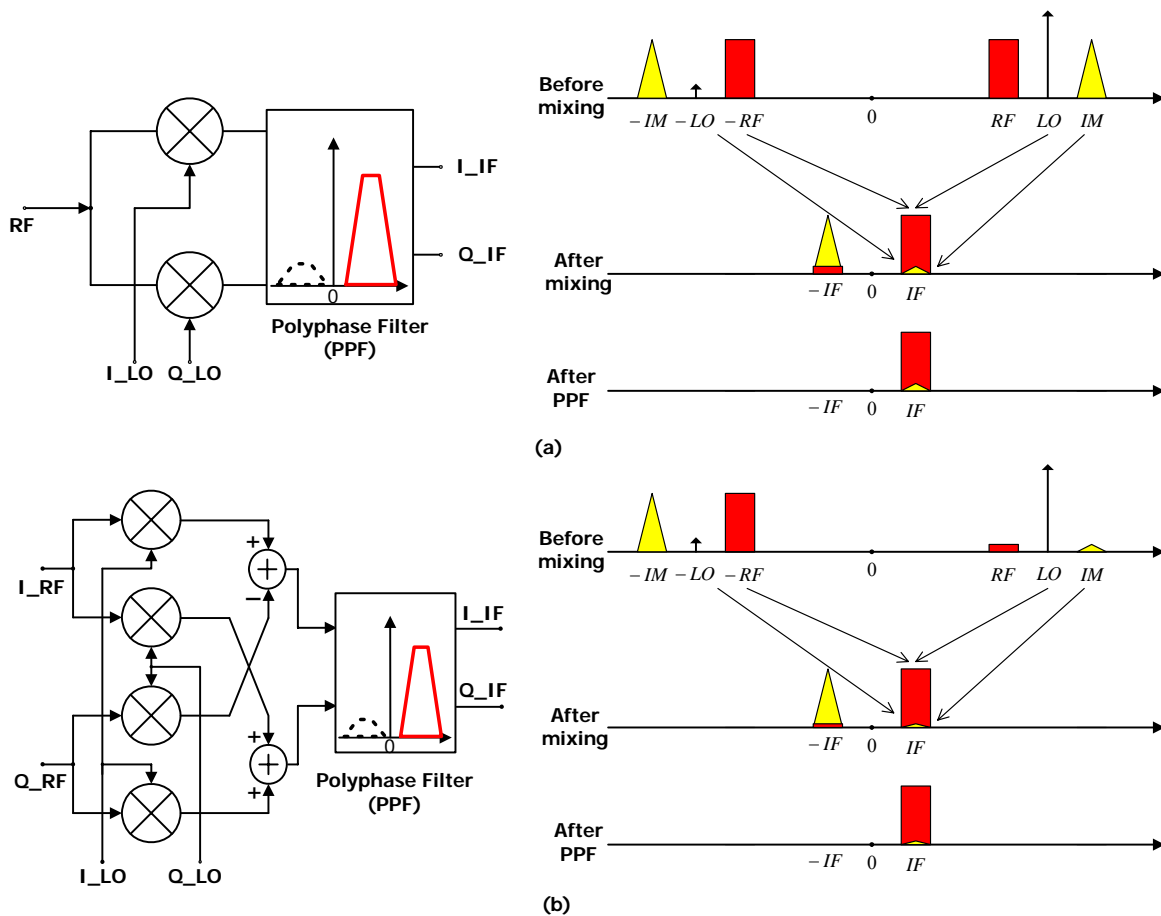 RF
I_LO Q_LO
0
Polyphase Filter
(PPF)
I_IF
Q_IF
Before
mixing
– IM – LO – RF 0 RF LO IM
After
mixing
– IF 0 IF
After
PPF
– IF 0 IF
(a)
I_RF
Q_RF
I_LO Q_LO
+
+
–
+
+
+
0
Polyphase Filter
(PPF)
I_IF
Q_IF
Before
mixing
– IM – LO – RF 0 RF LO IM
After
mixing
– IF 0 IF
After
PPF
– IF 0 IF
(b)